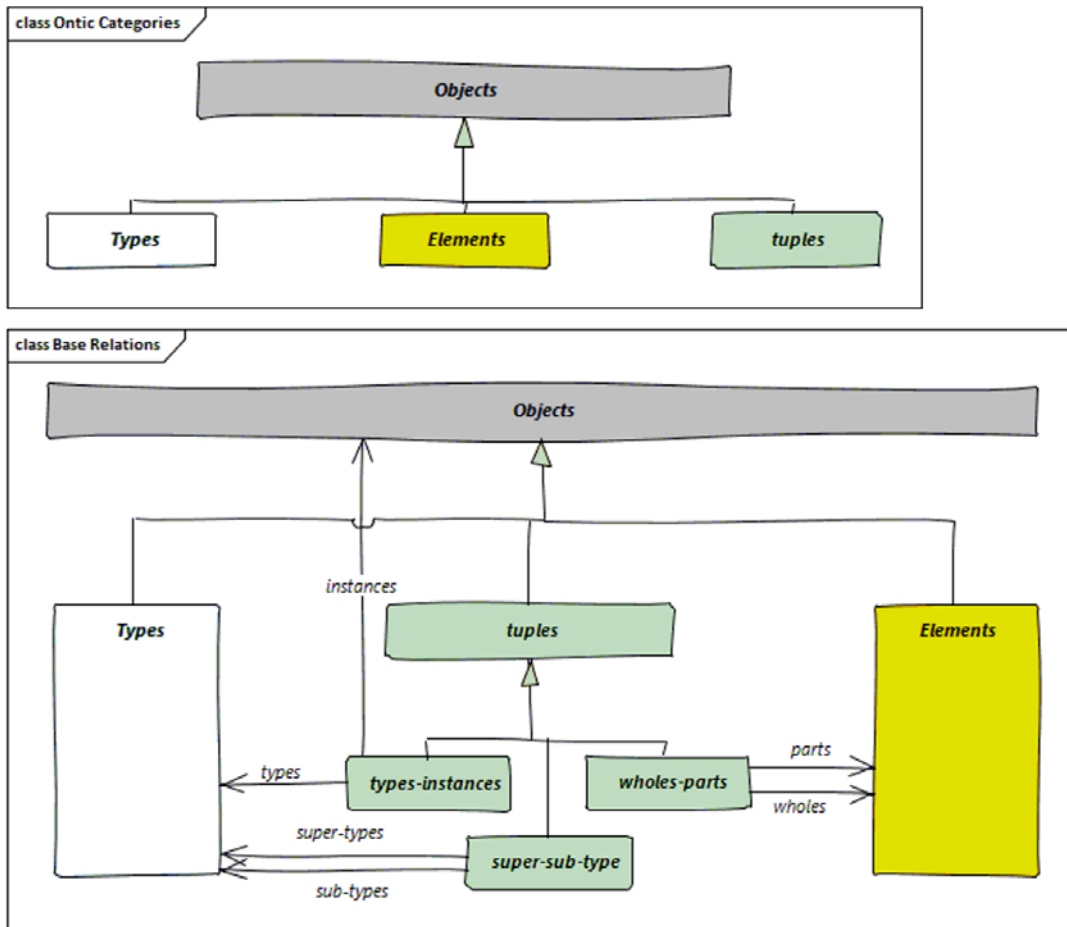 class Ontic Categories
Objects
Types
Elements
tuples
class Base Relations
Objects
instances
Types
tuples
Elements
types
types-instances
wholes-parts
parts
wholes
super-types
super-sub-type
sub-types